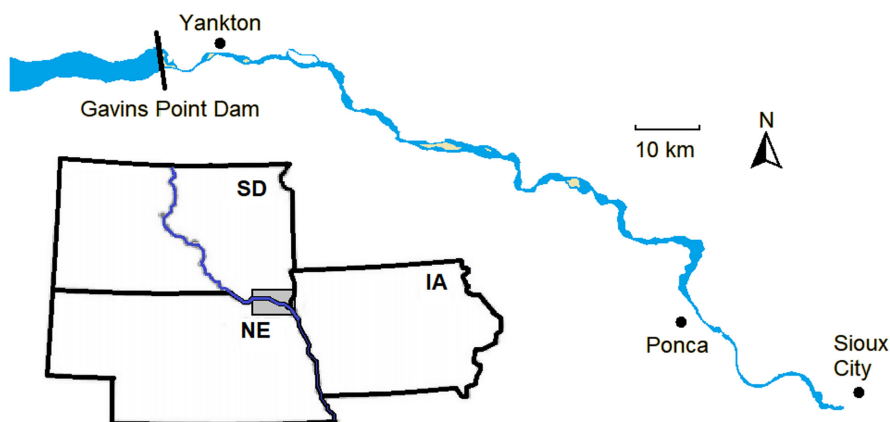 Yankton
Gavins Point Dam
N
10 km
SD
IA
NE
Ponca
Sioux
City